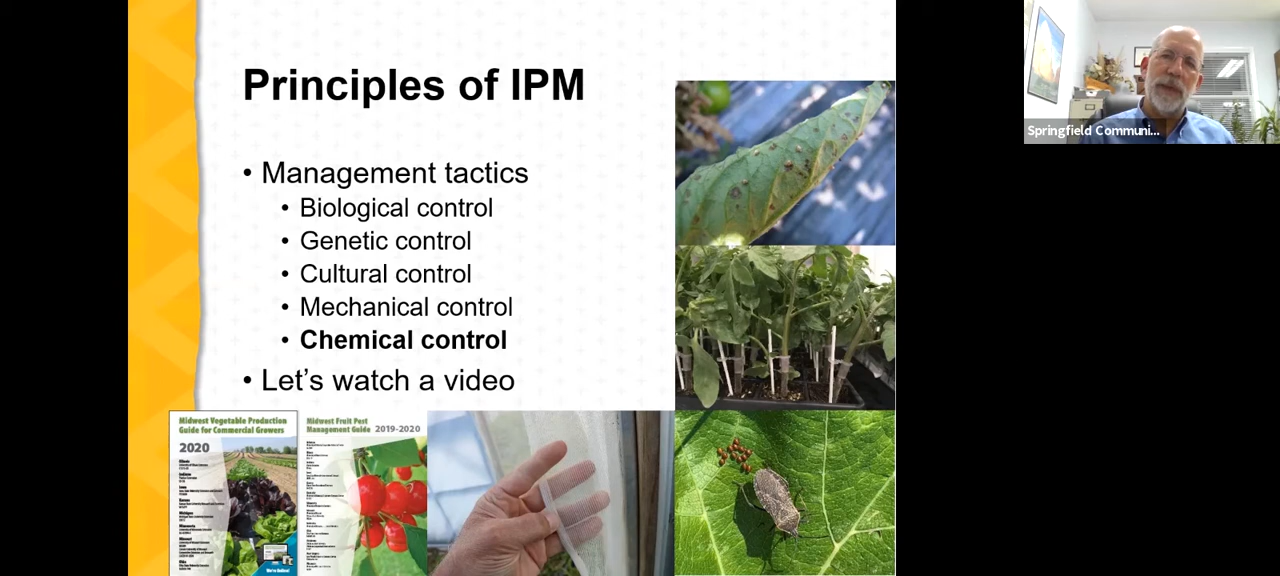 Principles of IPM
• Management tactics
• Biological control
• Genetic control
• Cultural control
• Mechanical control
• Chemical control
• Let's watch a video
Midwest Vegetable Production
Guide for Commercial Growers
2020
Midwest Fruit Pest
Management Guide 2019-2020
Springfield Communi...